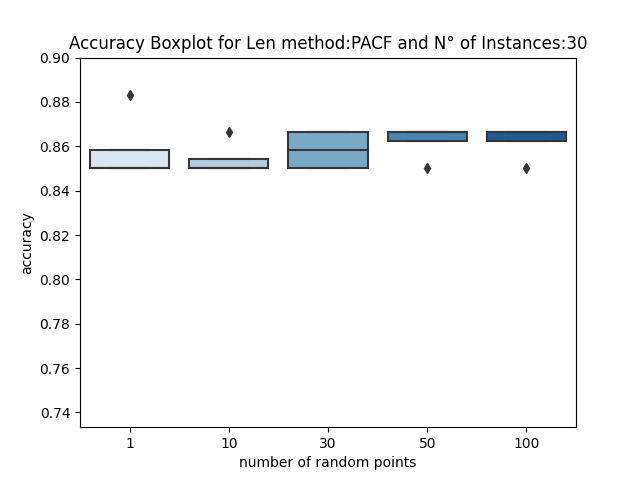 Accuracy Boxplot for Len method:PACF and N° of Instances:30
0.90
0.88
0.86
0.84
0.82
0.80
0.78
0.76
0.74
accuracy
1 10 30 50 100
number of random points